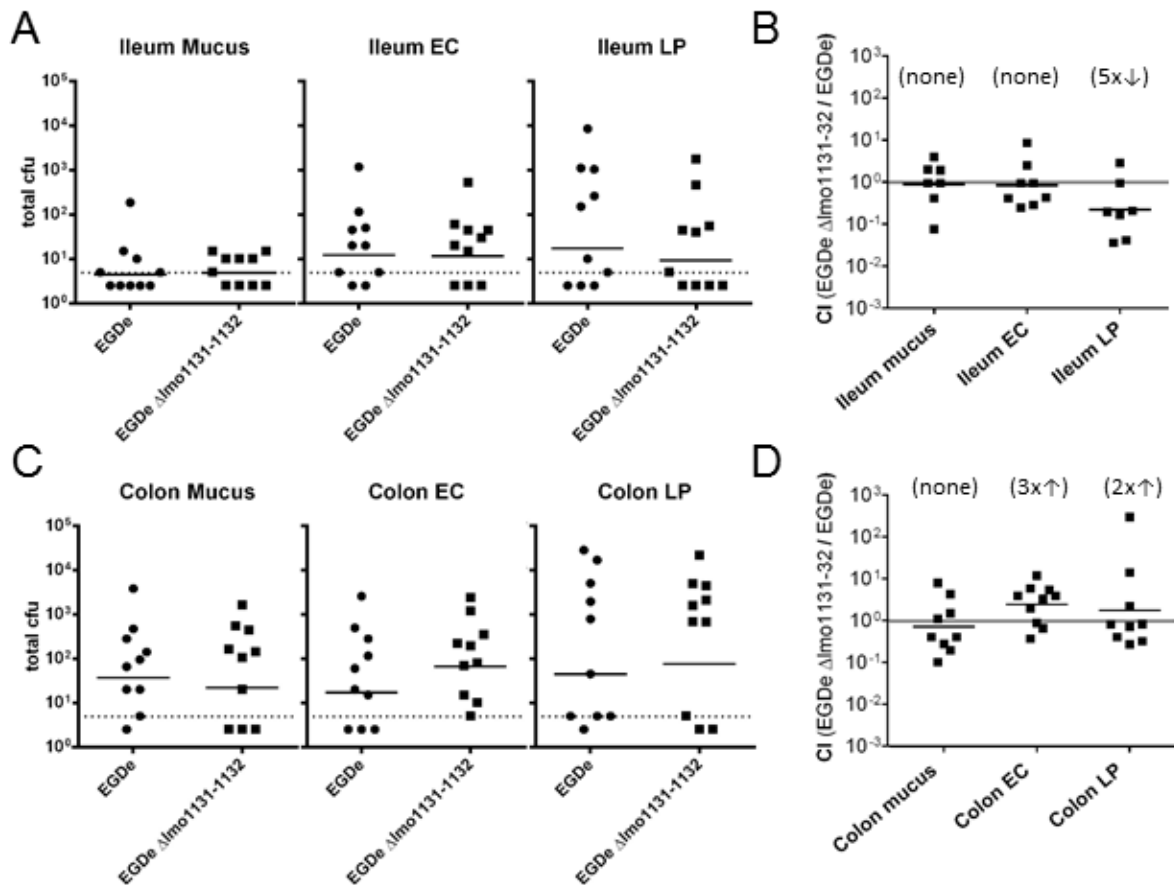 A
Ileum Mucus
Ileum EC
Ileum LP
total cfu
10⁵
10⁴
10³
10²
10¹
10⁰
EGDe
EGDe Δlmo1131-1132
EGDe
EGDe Δlmo1131-1132
EGDe
EGDe Δlmo1131-1132
B
CI (EGDe Δlmo1131-32 / EGDe)
10³
10²
10¹
10⁰
10⁻¹
10⁻²
10⁻³
(none)
(none)
(5x↓)
Ileum mucus
Ileum EC
Ileum LP
C
Colon Mucus
Colon EC
Colon LP
total cfu
10⁵
10⁴
10³
10²
10¹
10⁰
EGDe
EGDe Δlmo1131-1132
EGDe
EGDe Δlmo1131-1132
EGDe
EGDe Δlmo1131-1132
D
CI (EGDe Δlmo1131-32 / EGDe)
10³
10²
10¹
10⁰
10⁻¹
10⁻²
10⁻³
(none)
(3x↑)
(2x↑)
Colon mucus
Colon EC
Colon LP